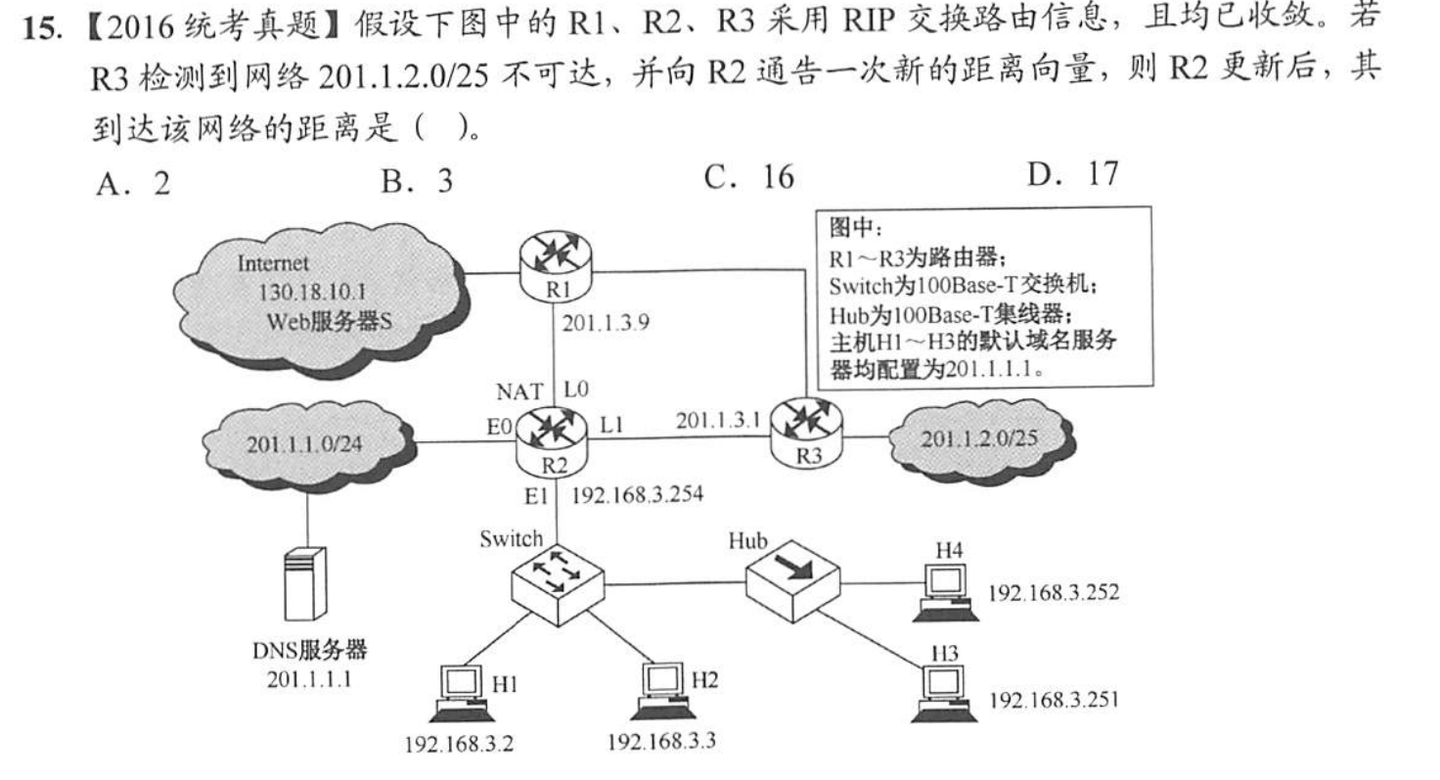 15.【2016 统考真题】假设下图中的 R1、R2、R3 采用 RIP 交换路由信息，且均已收敛。若
R3 检测到网络 201.1.2.0/25 不可达，并向 R2 通告一次新的距离向量，则 R2 更新后，其
到达该网络的距离是（ ）。
A．2 B．3 C．16 D．17
图中：
R1～R3为路由器；
Switch为100Base-T交换机；
Hub为100Base-T集线器；
主机H1～H3的默认域名服务
器均配置为201.1.1.1。
Internet
130.18.10.1
Web服务器S
R1
201.1.3.9
NAT L0
E0
L1
201.1.3.1
201.1.1.0/24
R2
R3
201.1.2.0/25
E1 192.168.3.254
Switch
Hub
H4
192.168.3.252
DNS服务器
201.1.1.1
H1
H2
H3
192.168.3.251
192.168.3.2
192.168.3.3